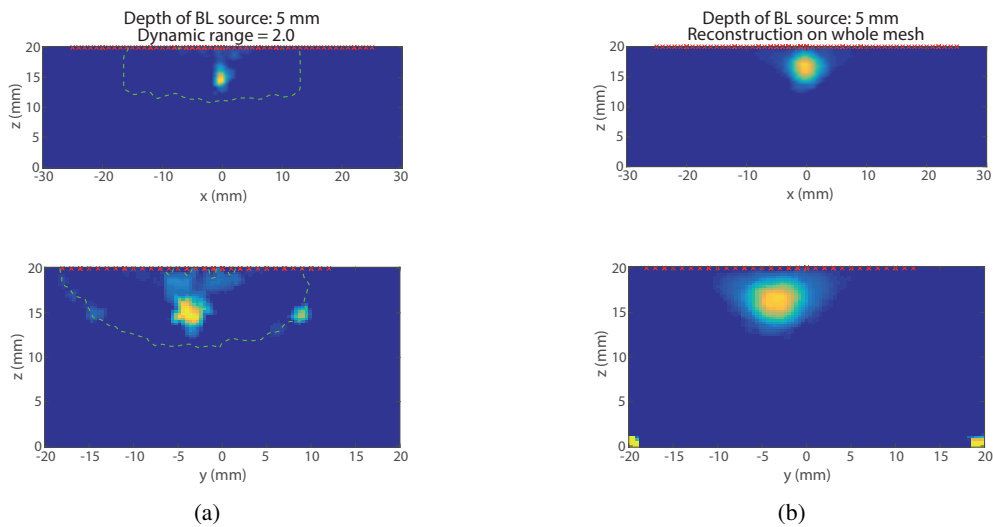 Depth of BL source: 5 mm
Dynamic range = 2.0
20
15
10
5
0
z (mm)
-30 -20 -10 0 10 20 30
x (mm)
Depth of BL source: 5 mm
Reconstruction on whole mesh
20
15
10
5
0
z (mm)
-30 -20 -10 0 10 20 30
x (mm)
20
15
10
5
0
z (mm)
-20 -15 -10 -5 0 5 10 15 20
y (mm)
20
15
10
5
0
z (mm)
-20 -15 -10 -5 0 5 10 15 20
y (mm)
(a)
(b)